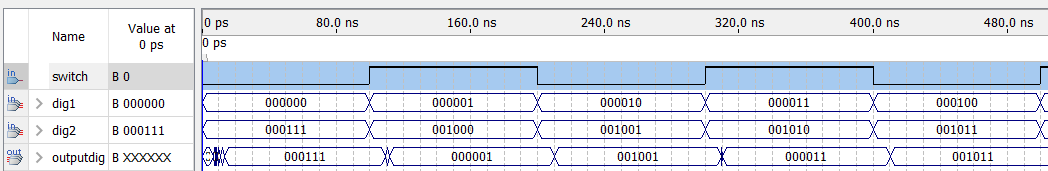 Name Value at 0 ps 0 ps 80.0 ns 160.0 ns 240.0 ns 320.0 ns 400.0 ns 480.0 ns
0 ps
switch B 0
dig1 B 000000 000000 000001 000010 000011 000100
dig2 B 000111 000111 001000 001001 001010 001011
outputdig B XXXXXX 000111 000001 001001 000011 001011